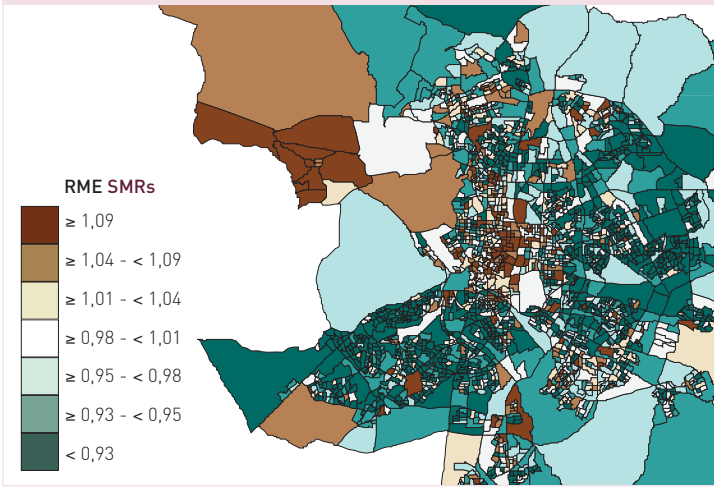 RME SMRs
≥ 1,09
≥ 1,04 - < 1,09
≥ 1,01 - < 1,04
≥ 0,98 - < 1,01
≥ 0,95 - < 0,98
≥ 0,93 - < 0,95
< 0,93